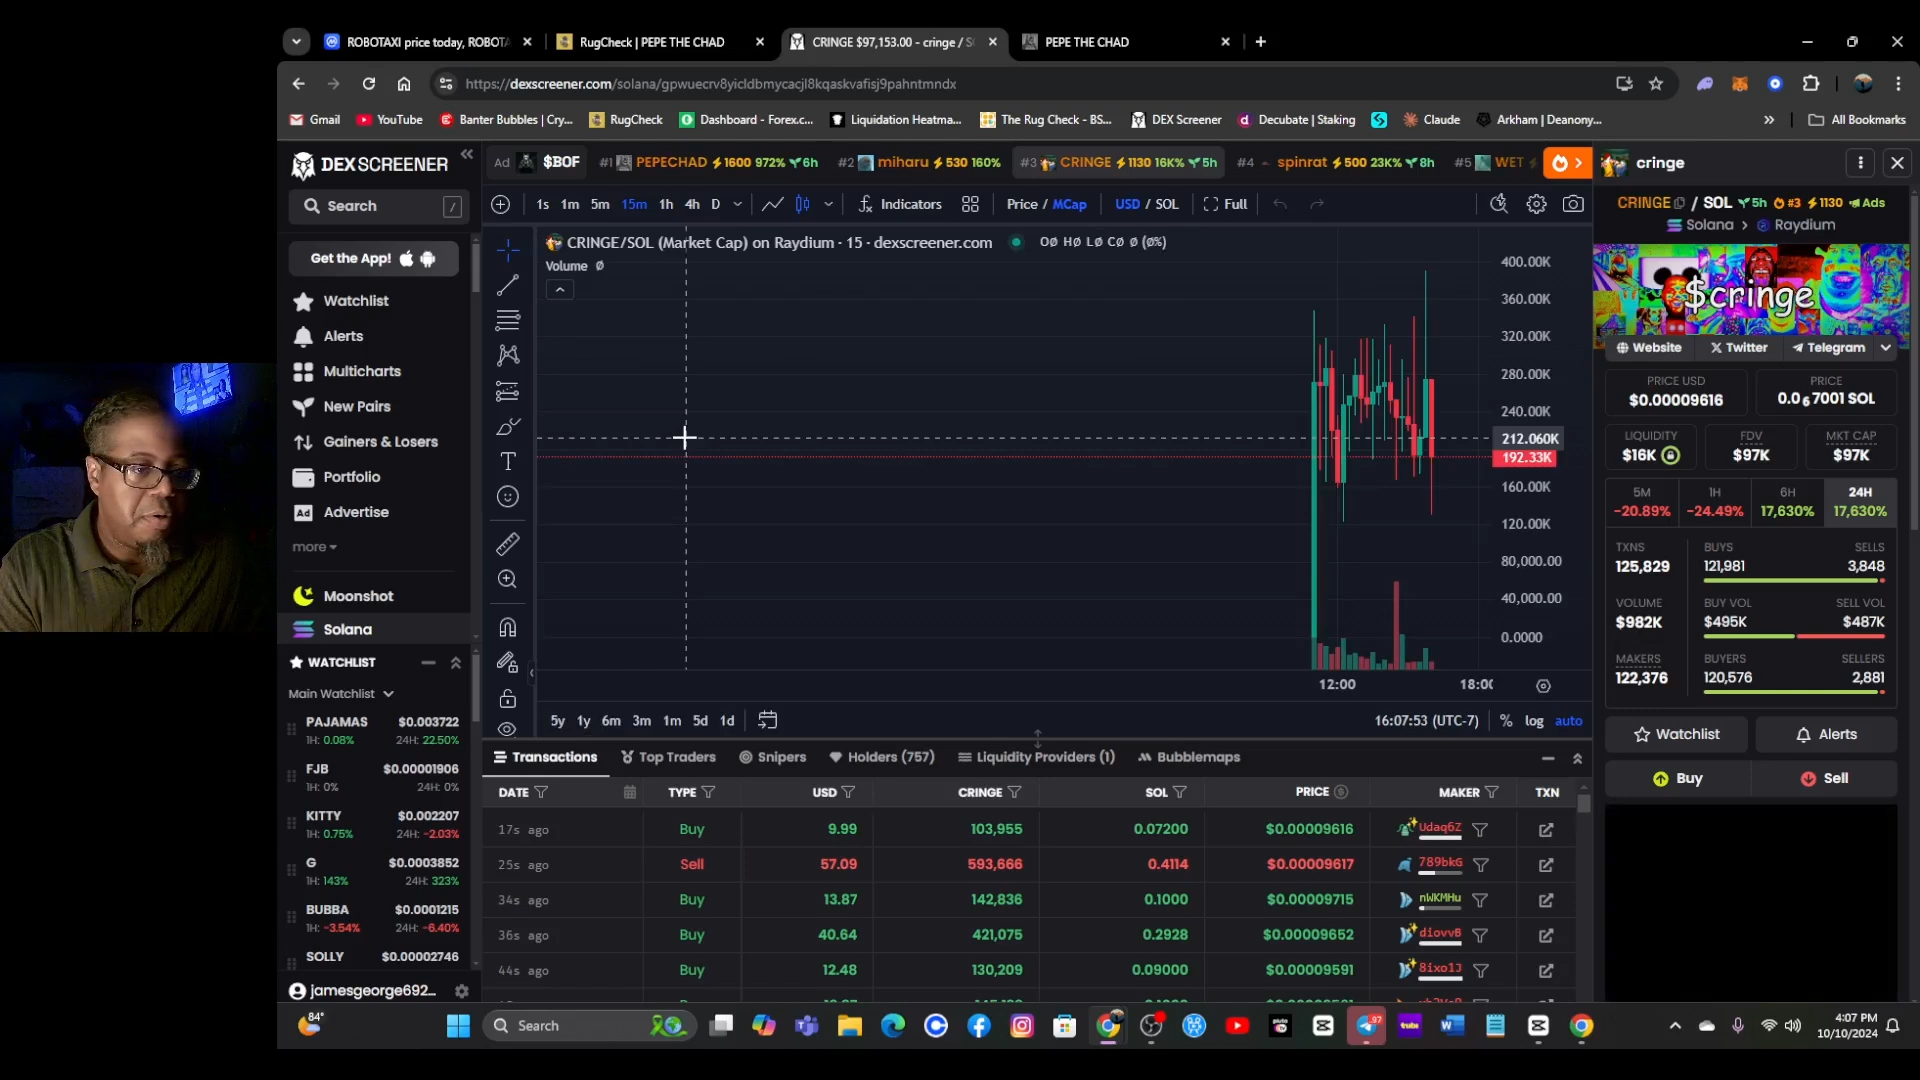 ROBOTAXI price today, ROBOTA
RugCheck | PEPE THE CHAD
CRINGE $97,153.00 - cringe / S
PEPE THE CHAD
https://dexscreener.com/solana/gpwuecrv8yicldbmycacjl8kqaskvafisj9pahntmndx
Gmail
YouTube
Banter Bubbles | Cry...
RugCheck
Dashboard - Forex.c...
Liquidation Heatma...
The Rug Check - BS...
DEX Screener
Decubate | Staking
Claude
Arkham | Deanony...
All Bookmarks
DEX SCREENER
Ad $BOF
#1 PEPECHAD 1600 972% 6h
#2 miharu 530 160%
#3 CRINGE 1130 16K% 5h
#4 spinrat 500 23K% 8h
#5 WET
cringe
Search /
Get the App!
Watchlist
Alerts
Multicharts
New Pairs
Gainers & Losers
Portfolio
Ad Advertise
more
Moonshot
Solana
WATCHLIST
Main Watchlist
PAJAMAS $0.003722
1H: 0.08% 24H: 22.50%
FJB $0.00001906
1H: 0% 24H: 0%
KITTY $0.002207
1H: 0.75% 24H: -2.03%
G $0.0003852
1H: 143% 24H: 323%
BUBBA $0.0001215
1H: -3.54% 24H: -6.40%
SOLLY $0.00002746
jamesgeorge692...
1s 1m 5m 15m 1h 4h D
Indicators
Price / MCap
USD / SOL
Full
CRINGE/SOL (Market Cap) on Raydium · 15 · dexscreener.com
OØ HØ LØ CØ Ø (Ø%)
Volume Ø
400.00K
360.00K
320.00K
280.00K
240.00K
212.060K
192.33K
160.00K
120.00K
80,000.00
40,000.00
0.0000
12:00
18:0
5y 1y 6m 3m 1m 5d 1d
16:07:53 (UTC-7)
% log auto
Transactions
Top Traders
Snipers
Holders (757)
Liquidity Providers (1)
Bubblemaps
DATE TYPE USD CRINGE SOL PRICE MAKER TXN
17s ago Buy 9.99 103,955 0.07200 $0.00009616 Udaq6Z
25s ago Sell 57.09 593,666 0.4114 $0.00009617 789bkG
34s ago Buy 13.87 142,836 0.1000 $0.00009715 nWKMHu
36s ago Buy 40.64 421,075 0.2928 $0.00009652 diovvB
44s ago Buy 12.48 130,209 0.09000 $0.00009591 8ixo1J
CRINGE / SOL 5h #3 1130 Ads
Solana > Raydium
$cringe
Website
Twitter
Telegram
PRICE USD
$0.00009616
PRICE
0.0₆7001 SOL
LIQUIDITY
$16K
FDV
$97K
MKT CAP
$97K
5M
-20.89%
1H
-24.49%
6H
17,630%
24H
17,630%
TXNS
125,829
BUYS
121,981
SELLS
3,848
VOLUME
$982K
BUY VOL
$495K
SELL VOL
$487K
MAKERS
122,376
BUYERS
120,576
SELLERS
2,881
Watchlist
Alerts
Buy
Sell
84°
Search
97
4:07 PM
10/10/2024